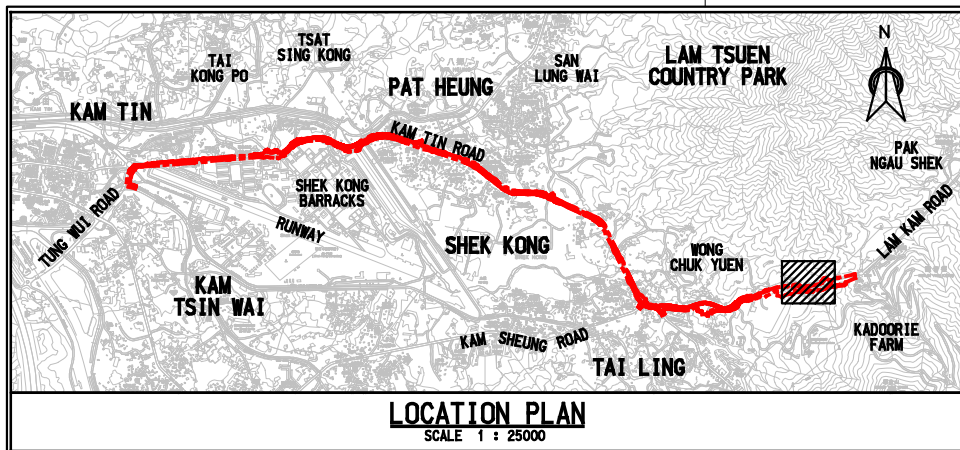 TSAT
SING KONG
TAI
KONG PO
SAN
LUNG WAI
LAM TSUEN
COUNTRY PARK
N
PAT HEUNG
KAM TIN
KAM TIN ROAD
PAK
NGAU SHEK
SHEK KONG
BARRACKS
TUNG WUI ROAD
RUNWAY
LAM KAM ROAD
SHEK KONG
WONG
CHUK YUEN
KAM
TSIN WAI
KAM SHEUNG ROAD
KADOORIE
FARM
TAI LING
LOCATION PLAN
SCALE 1 : 25000